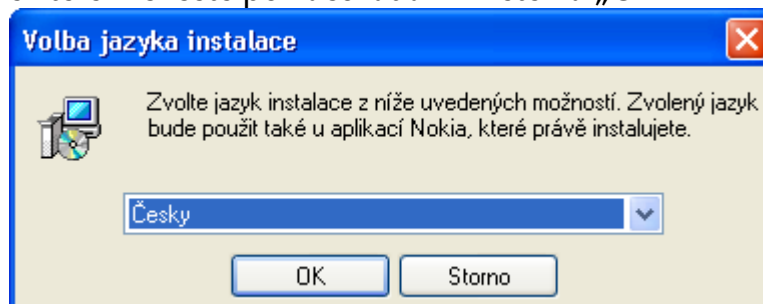 Volba jazyka instalace
Zvolte jazyk instalace z níže uvedených možností. Zvolený jazyk
bude použit také u aplikací Nokia, které právě instalujete.
Česky
OK Storno